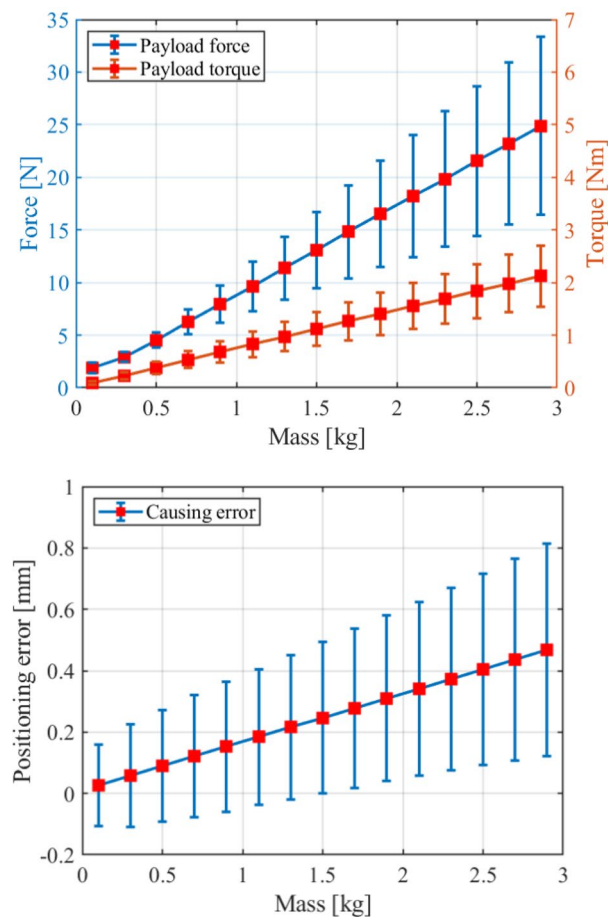 Payload force
Payload torque
Force [N]
35
30
25
20
15
10
5
0
Torque [Nm]
7
6
5
4
3
2
1
0
0 0.5 1 1.5 2 2.5 3
Mass [kg]
Causing error
Positioning error [mm]
1
0.8
0.6
0.4
0.2
0
-0.2
0 0.5 1 1.5 2 2.5 3
Mass [kg]